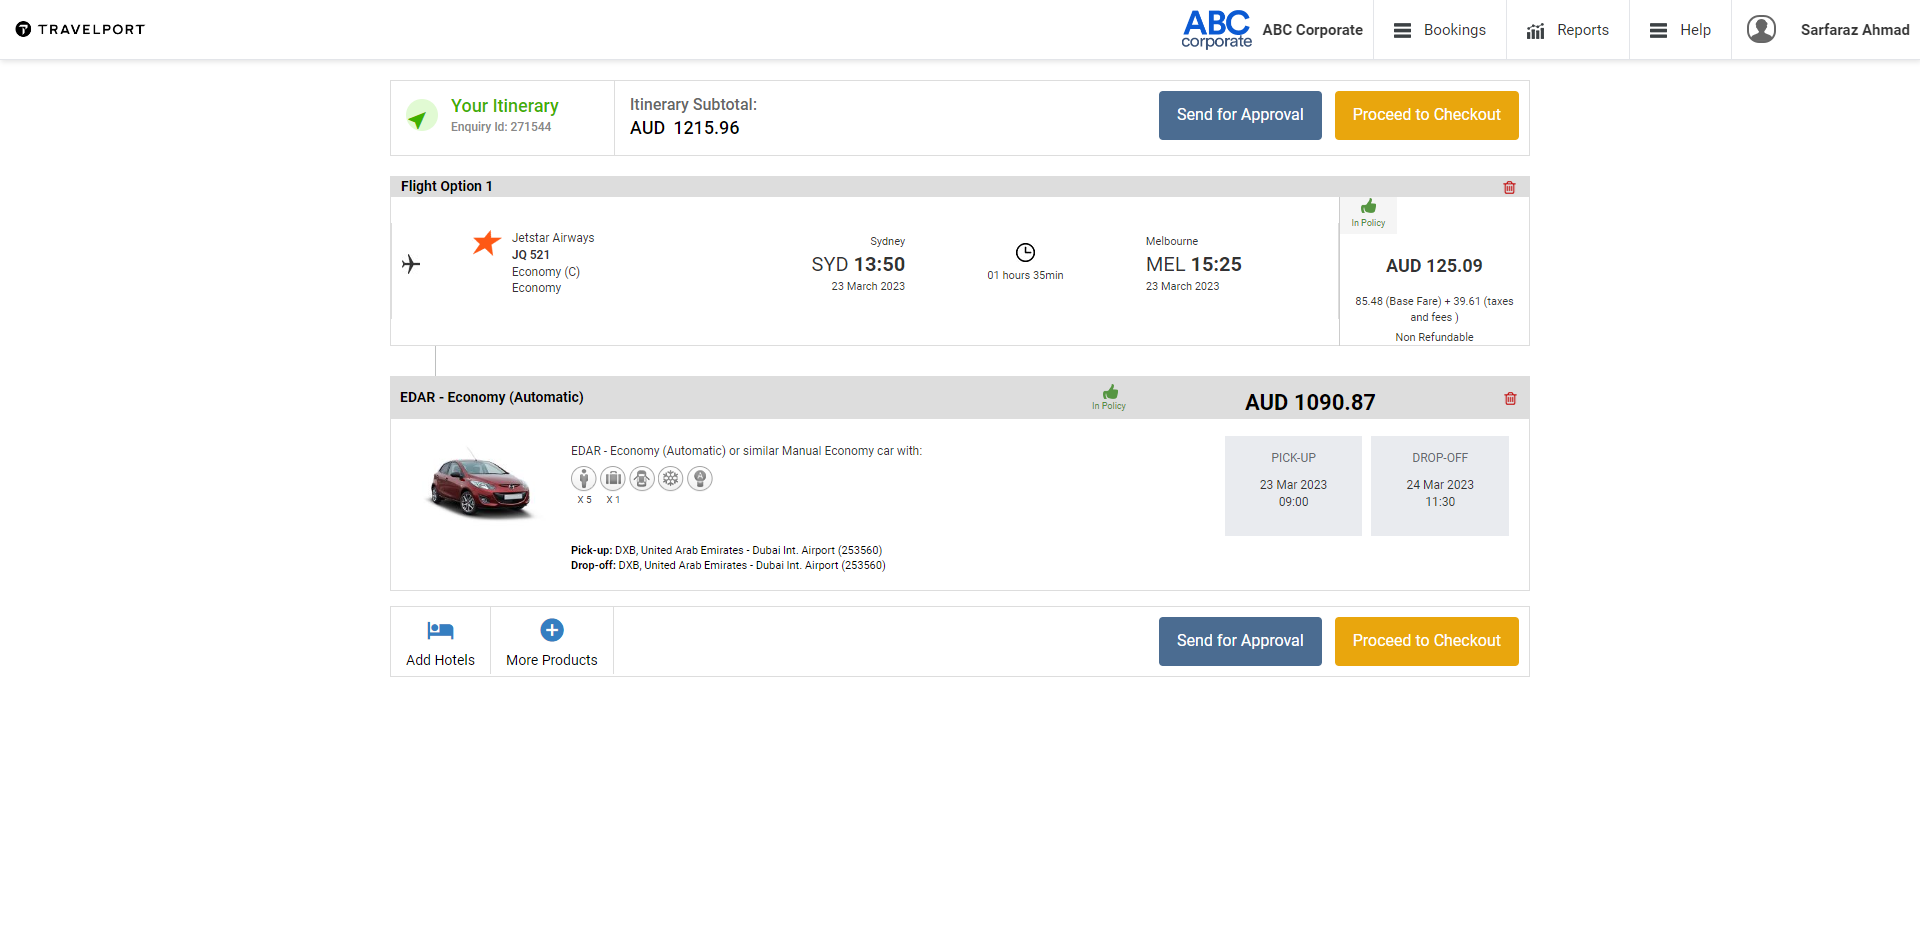 TRAVELPORT
ABC
corporate
ABC Corporate
Bookings
Reports
Help
Sarfaraz Ahmad
Your Itinerary
Enquiry Id: 271544
Itinerary Subtotal:
AUD 1215.96
Send for Approval
Proceed to Checkout
Flight Option 1
Jetstar Airways
JQ 521
Economy (C)
Economy
Sydney
SYD 13:50
23 March 2023
01 hours 35min
Melbourne
MEL 15:25
23 March 2023
In Policy
AUD 125.09
85.48 (Base Fare) + 39.61 (taxes
and fees )
Non Refundable
EDAR - Economy (Automatic)
In Policy
AUD 1090.87
EDAR - Economy (Automatic) or similar Manual Economy car with:
X 5 X 1
PICK-UP
23 Mar 2023
09:00
DROP-OFF
24 Mar 2023
11:30
Pick-up: DXB, United Arab Emirates - Dubai Int. Airport (253560)
Drop-off: DXB, United Arab Emirates - Dubai Int. Airport (253560)
Add Hotels
More Products
Send for Approval
Proceed to Checkout